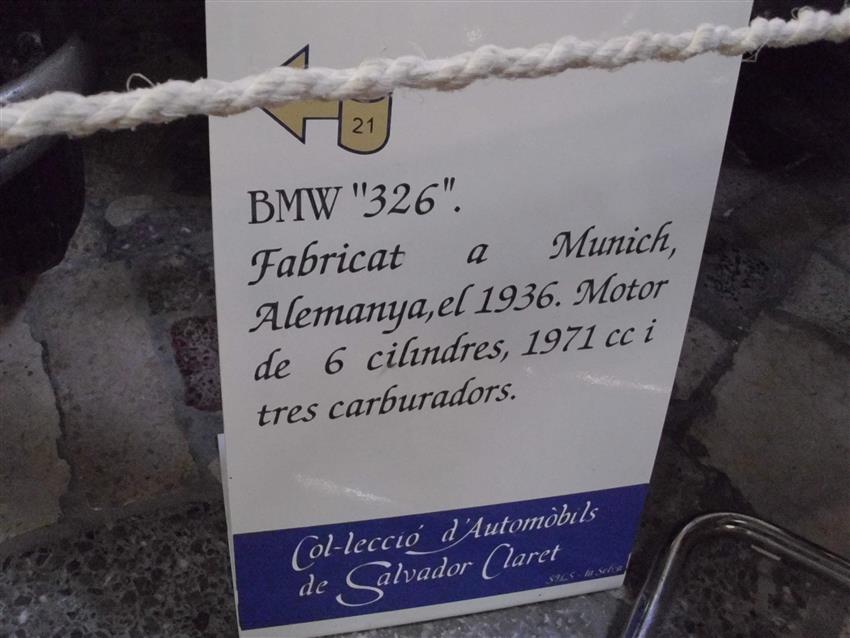 21
BMW "326".
Fabricat a Munich,
Alemanya,el 1936. Motor
de 6 cilindres, 1971 cc i
tres carburadors.
Col·lecció d'Automòbils
de Salvador Claret